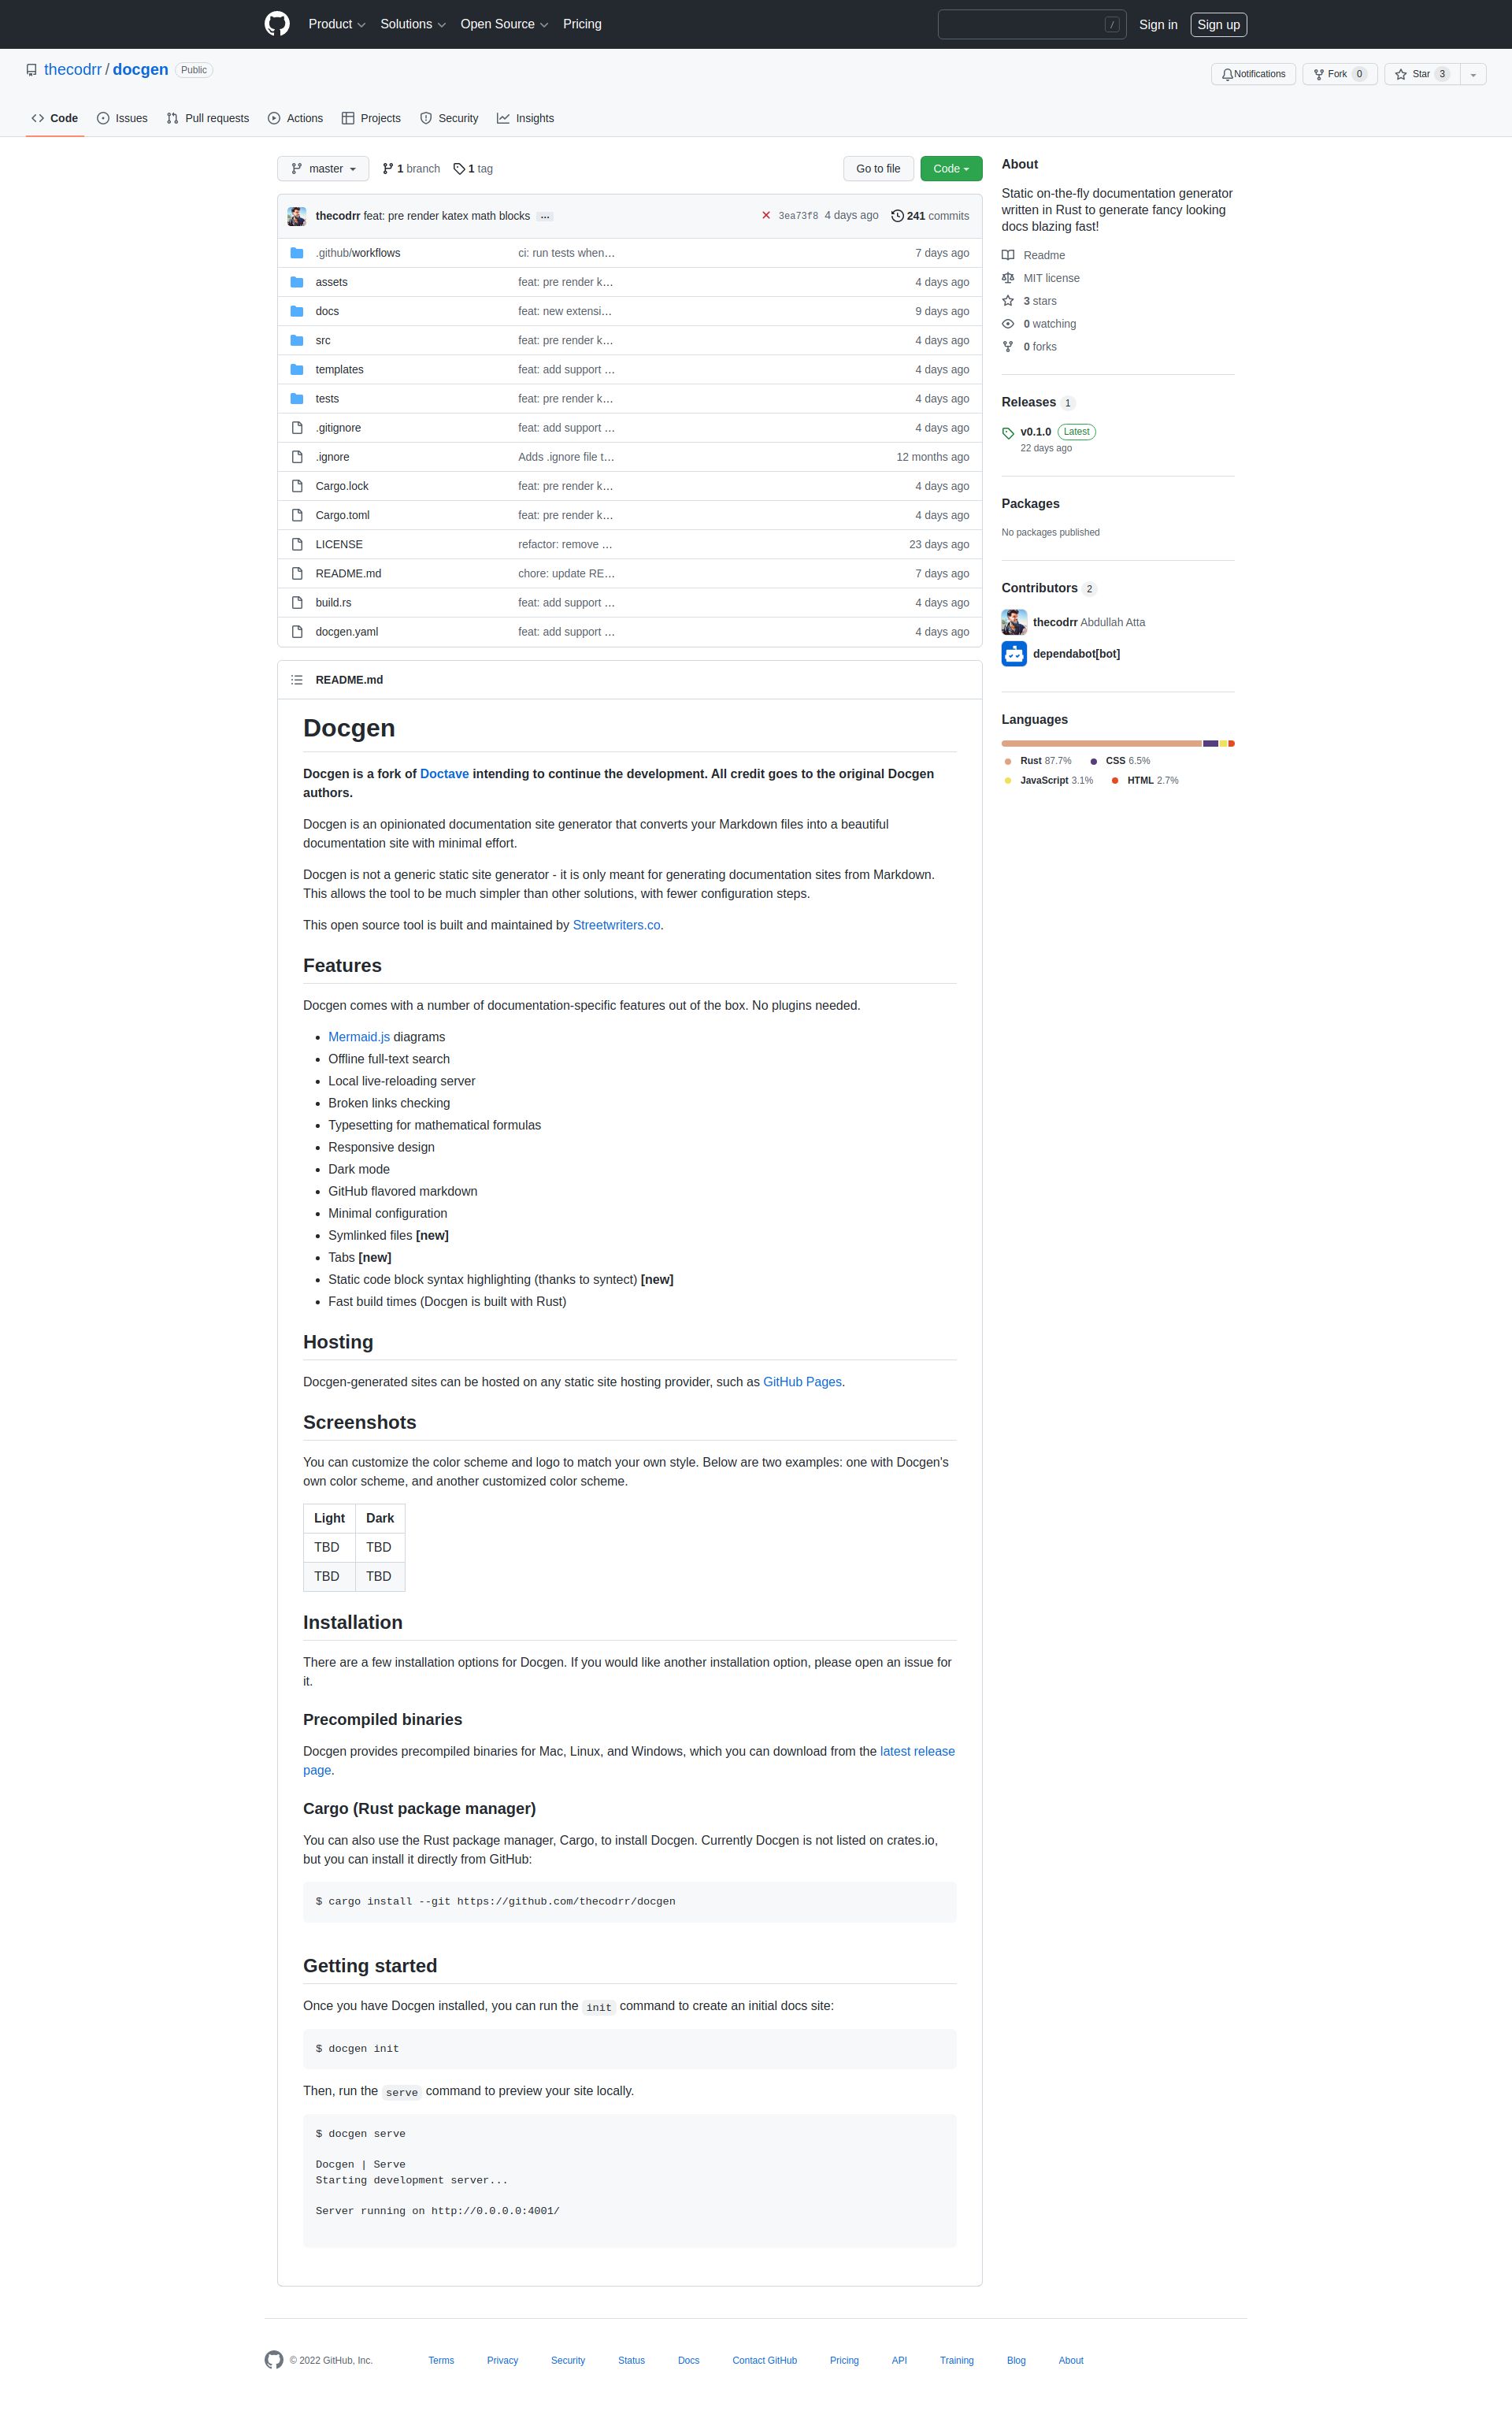 Product Solutions Open Source Pricing / Sign in Sign up
thecodrr / docgen Public Notifications Fork 0 Star 3
Code Issues Pull requests Actions Projects Security Insights
master 1 branch 1 tag Go to file Code
thecodrr feat: pre render katex math blocks … 3ea73f8 4 days ago 241 commits
.github/workflows ci: run tests when… 7 days ago
assets feat: pre render k… 4 days ago
docs feat: new extensi… 9 days ago
src feat: pre render k… 4 days ago
templates feat: add support … 4 days ago
tests feat: pre render k… 4 days ago
.gitignore feat: add support … 4 days ago
.ignore Adds .ignore file t… 12 months ago
Cargo.lock feat: pre render k… 4 days ago
Cargo.toml feat: pre render k… 4 days ago
LICENSE refactor: remove … 23 days ago
README.md chore: update RE… 7 days ago
build.rs feat: add support … 4 days ago
docgen.yaml feat: add support … 4 days ago
README.md
Docgen
Docgen is a fork of Doctave intending to continue the development. All credit goes to the original Docgen
authors.
Docgen is an opinionated documentation site generator that converts your Markdown files into a beautiful
documentation site with minimal effort.
Docgen is not a generic static site generator - it is only meant for generating documentation sites from Markdown.
This allows the tool to be much simpler than other solutions, with fewer configuration steps.
This open source tool is built and maintained by Streetwriters.co.
Features
Docgen comes with a number of documentation-specific features out of the box. No plugins needed.
• Mermaid.js diagrams
• Offline full-text search
• Local live-reloading server
• Broken links checking
• Typesetting for mathematical formulas
• Responsive design
• Dark mode
• GitHub flavored markdown
• Minimal configuration
• Symlinked files [new]
• Tabs [new]
• Static code block syntax highlighting (thanks to syntect) [new]
• Fast build times (Docgen is built with Rust)
Hosting
Docgen-generated sites can be hosted on any static site hosting provider, such as GitHub Pages.
Screenshots
You can customize the color scheme and logo to match your own style. Below are two examples: one with Docgen's
own color scheme, and another customized color scheme.
Light Dark
TBD TBD
TBD TBD
Installation
There are a few installation options for Docgen. If you would like another installation option, please open an issue for
it.
Precompiled binaries
Docgen provides precompiled binaries for Mac, Linux, and Windows, which you can download from the latest release
page.
Cargo (Rust package manager)
You can also use the Rust package manager, Cargo, to install Docgen. Currently Docgen is not listed on crates.io,
but you can install it directly from GitHub:
$ cargo install --git https://github.com/thecodrr/docgen
Getting started
Once you have Docgen installed, you can run the init command to create an initial docs site:
$ docgen init
Then, run the serve command to preview your site locally.
$ docgen serve
Docgen | Serve
Starting development server...
Server running on http://0.0.0.0:4001/
About
Static on-the-fly documentation generator
written in Rust to generate fancy looking
docs blazing fast!
Readme
MIT license
3 stars
0 watching
0 forks
Releases 1
v0.1.0 Latest
22 days ago
Packages
No packages published
Contributors 2
thecodrr Abdullah Atta
dependabot[bot]
Languages
Rust 87.7% CSS 6.5%
JavaScript 3.1% HTML 2.7%
© 2022 GitHub, Inc. Terms Privacy Security Status Docs Contact GitHub Pricing API Training Blog About